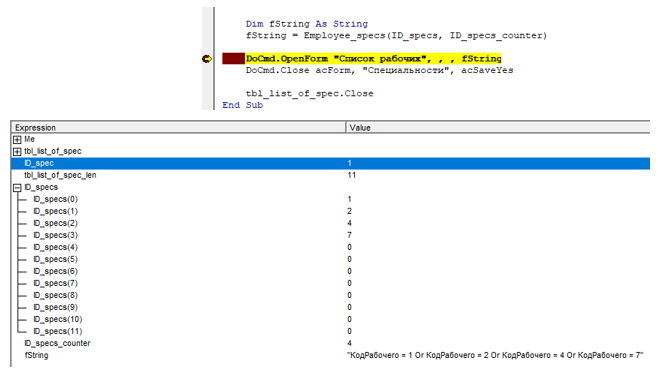 Dim fString As String
fString = Employee_specs(ID_specs, ID_specs_counter)
DoCmd.OpenForm "Список рабочих", , , fString
DoCmd.Close acForm, "Специальности", acSaveYes
tbl_list_of_spec.Close
End Sub
Expression Value
Me
tbl_list_of_spec
ID_spec 1
tbl_list_of_spec_len 11
ID_specs
ID_specs(0) 1
ID_specs(1) 2
ID_specs(2) 4
ID_specs(3) 7
ID_specs(4) 0
ID_specs(5) 0
ID_specs(6) 0
ID_specs(7) 0
ID_specs(8) 0
ID_specs(9) 0
ID_specs(10) 0
ID_specs(11) 0
ID_specs_counter 4
fString "КодРабочего = 1 Or КодРабочего = 2 Or КодРабочего = 4 Or КодРабочего = 7"